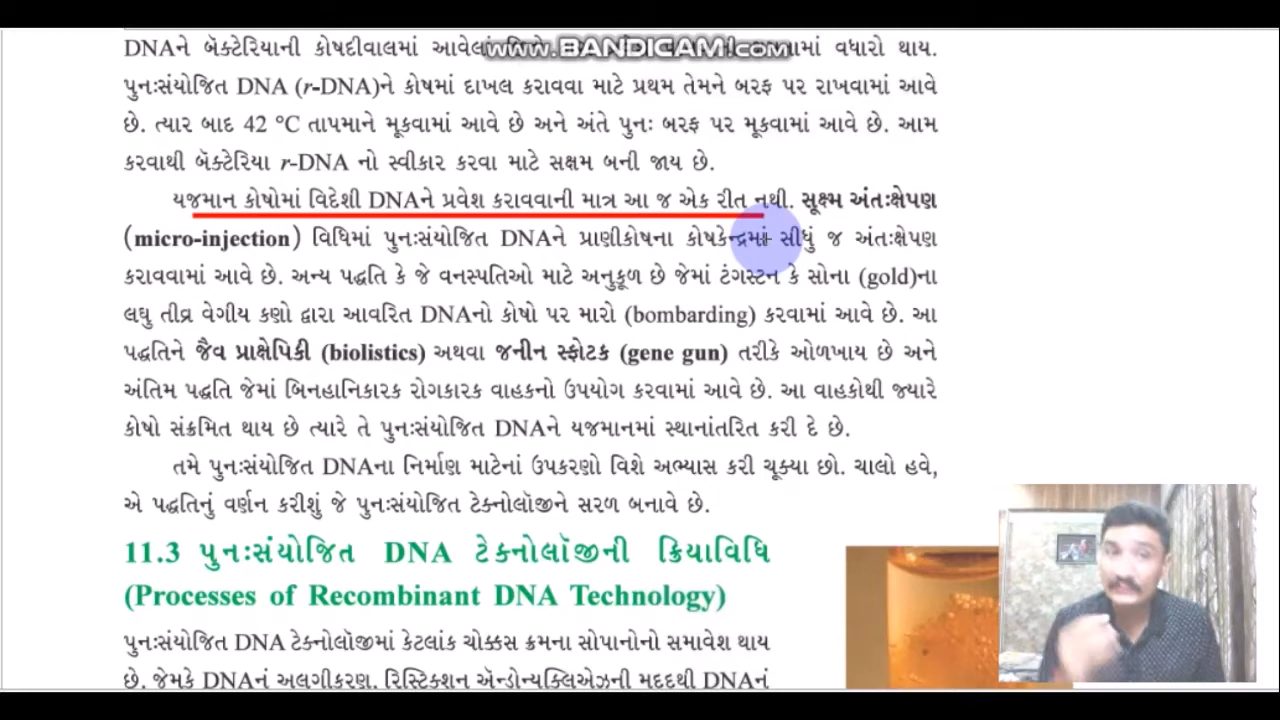 DNAને બૅક્ટેરિયાની કોષદીવાલમાં આવેલાં
www.BANDICAM.com
માં વધારો થાય.
પુનઃસંયોજિત DNA (r-DNA)ને કોષમાં દાખલ કરાવવા માટે પ્રથમ તેમને બરફ પર રાખવામાં આવે
છે. ત્યાર બાદ 42 °C તાપમાને મૂકવામાં આવે છે અને અંતે પુનઃ બરફ પર મૂકવામાં આવે છે. આમ
કરવાથી બૅક્ટેરિયા r-DNA નો સ્વીકાર કરવા માટે સક્ષમ બની જાય છે.
યજમાન કોષોમાં વિદેશી DNAને પ્રવેશ કરાવવાની માત્ર આ જ એક રીત નથી. સૂક્ષ્મ અંતઃક્ષેપણ
(micro-injection) વિધિમાં પુનઃસંયોજિત DNAને પ્રાણીકોષના કોષકેન્દ્રમાં સીધું જ અંતઃક્ષેપણ
કરાવવામાં આવે છે. અન્ય પદ્ધતિ કે જે વનસ્પતિઓ માટે અનુકૂળ છે જેમાં ટંગસ્ટન કે સોના (gold)ના
લઘુ તીવ્ર વેગીય કણો દ્વારા આવરિત DNAનો કોષો પર મારો (bombarding) કરવામાં આવે છે. આ
પદ્ધતિને જૈવ પ્રાક્ષેપિકી (biolistics) અથવા જનીન સ્ફોટક (gene gun) તરીકે ઓળખાય છે અને
અંતિમ પદ્ધતિ જેમાં બિનહાનિકારક રોગકારક વાહકનો ઉપયોગ કરવામાં આવે છે. આ વાહકોથી જ્યારે
કોષો સંક્રમિત થાય છે ત્યારે તે પુનઃસંયોજિત DNAને યજમાનમાં સ્થાનાંતરિત કરી દે છે.
તમે પુનઃસંયોજિત DNAના નિર્માણ માટેનાં ઉપકરણો વિશે અભ્યાસ કરી ચૂક્યા છો. ચાલો હવે,
એ પદ્ધતિનું વર્ણન કરીશું જે પુનઃસંયોજિત ટેક્નોલૉજીને સરળ બનાવે છે.
11.3 પુનઃસંયોજિત DNA ટેકનોલૉજીની ક્રિયાવિધિ
(Processes of Recombinant DNA Technology)
પુનઃસંયોજિત DNA ટેક્નોલૉજીમાં કેટલાંક ચોક્કસ ક્રમના સોપાનોનો સમાવેશ થાય
છે. જેમકે DNAનું અલગીકરણ, રિસ્ટ્રિક્શન ઍન્ડોન્યુક્લિએઝની મદદથી DNAનું